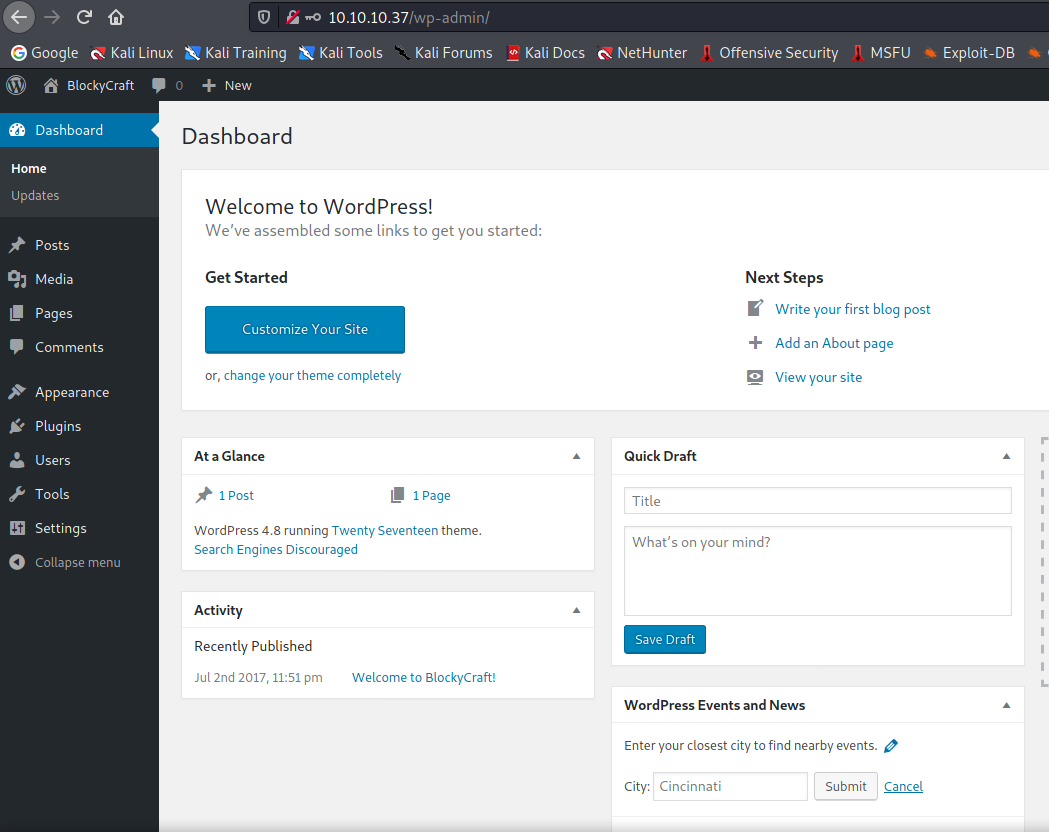 10.10.10.37/wp-admin/
Google Kali Linux Kali Training Kali Tools Kali Forums Kali Docs NetHunter Offensive Security MSFU Exploit-DB
BlockyCraft 0 New
Dashboard
Home
Updates
Posts
Media
Pages
Comments
Appearance
Plugins
Users
Tools
Settings
Collapse menu
Dashboard
Welcome to WordPress!
We've assembled some links to get you started:
Get Started
Customize Your Site
or, change your theme completely
Next Steps
Write your first blog post
Add an About page
View your site
At a Glance
1 Post 1 Page
WordPress 4.8 running Twenty Seventeen theme.
Search Engines Discouraged
Activity
Recently Published
Jul 2nd 2017, 11:51 pm Welcome to BlockyCraft!
Quick Draft
Title
What's on your mind?
Save Draft
WordPress Events and News
Enter your closest city to find nearby events.
City: Cincinnati Submit Cancel